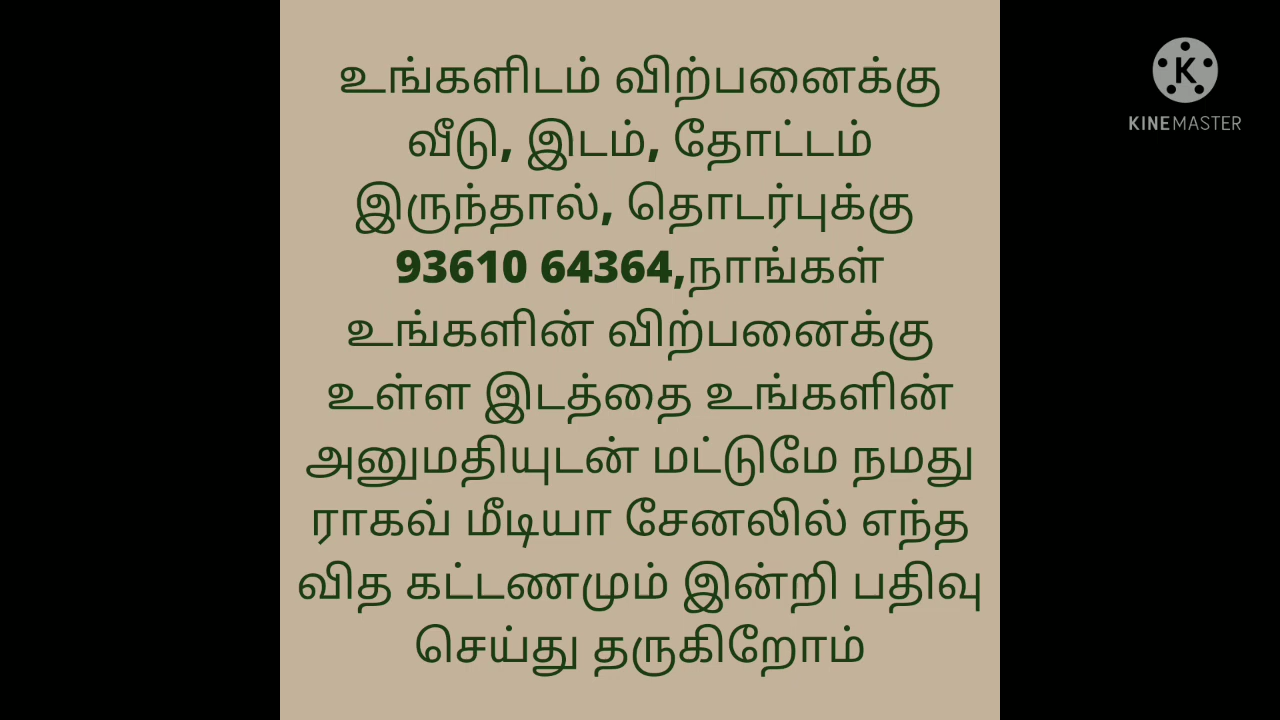 உங்களிடம் விற்பனைக்கு
வீடு, இடம், தோட்டம்
இருந்தால், தொடர்புக்கு
93610 64364,நாங்கள்
உங்களின் விற்பனைக்கு
உள்ள இடத்தை உங்களின்
அனுமதியுடன் மட்டுமே நமது
ராகவ் மீடியா சேனலில் எந்த
வித கட்டணமும் இன்றி பதிவு
செய்து தருகிறோம்
K
KINEMASTER